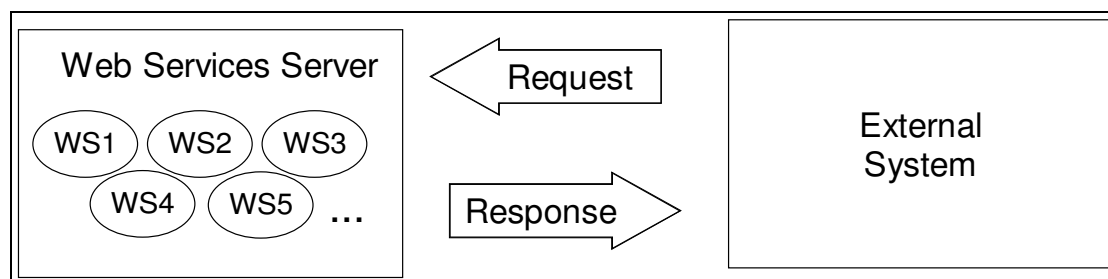 Web Services Server
WS1 WS2 WS3
WS4 WS5 ...
Request
Response
External
System